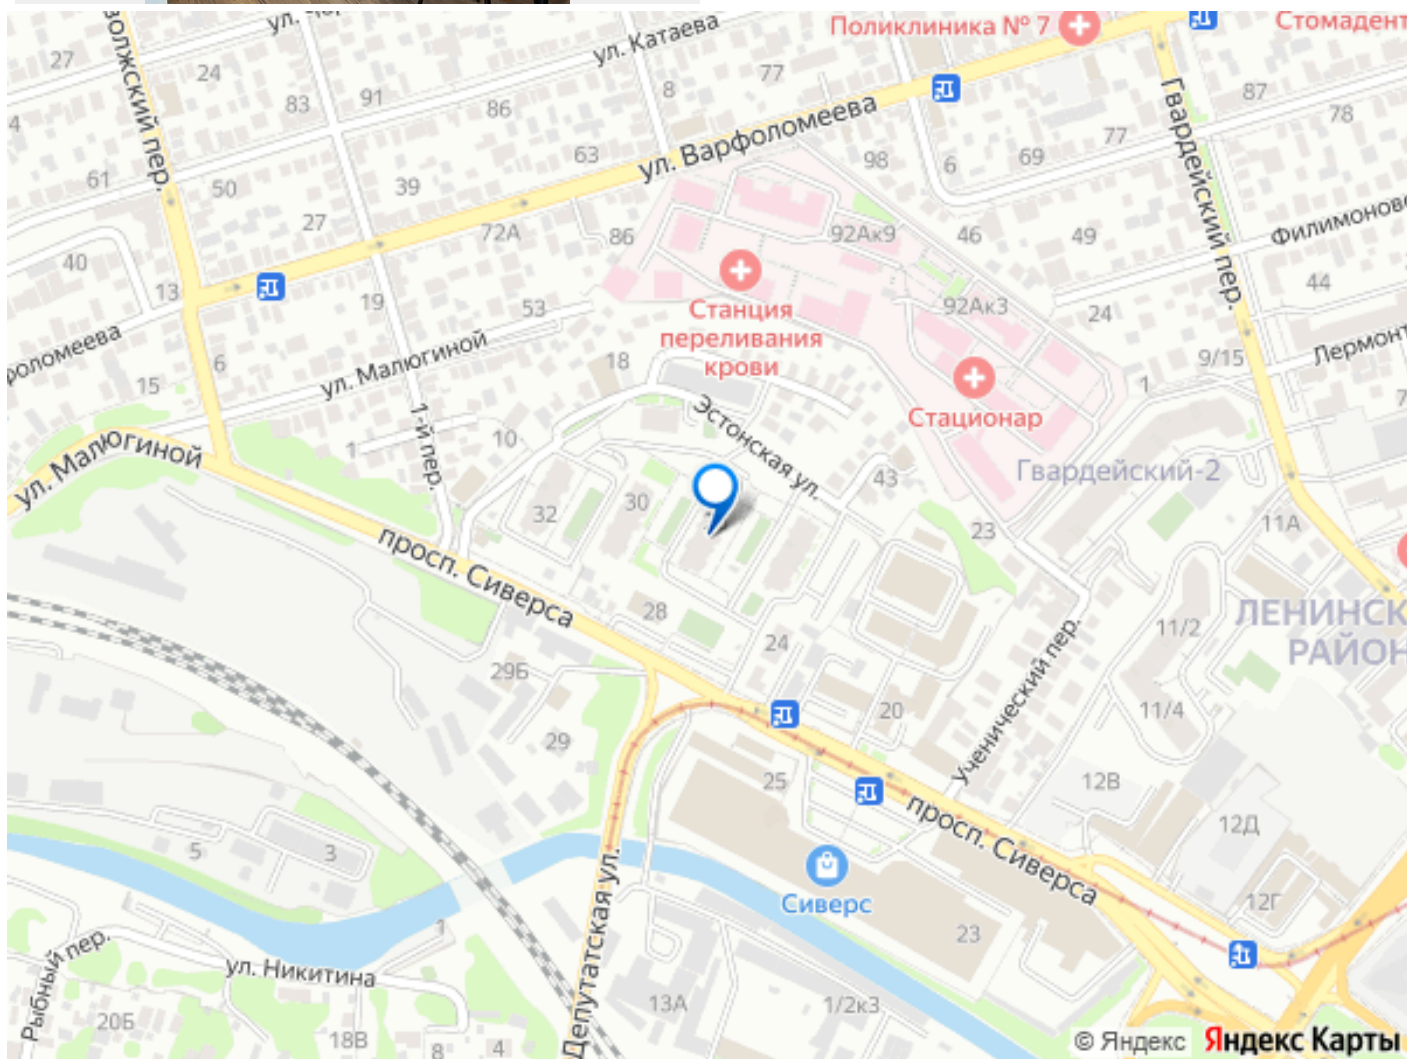 Поликлиника № 7
Стомадент
ул. Катаева
27
24
83
91
86
8
77
87
78
4
ул. Варфоломеева
63
98
6
69
77
Гвардейский пер.
61
50
39
27
72А
86
92Ак9
46
49
Филимоновс
40
13
19
53
Станция
переливания
крови
92Ак3
24
44
15
6
ул. Малюгиной
18
9/15
Лермонт
1
7
Стационар
1-й пер.
1
10
Эстонская ул.
43
Гвардейский-2
ул. Малюгиной
32
30
23
11А
просп. Сиверса
28
24
11/2
ЛЕНИНСК
РАЙОН
29Б
29
20
Ученический пер.
11/4
25
12В
просп. Сиверса
12Д
5
3
Сиверс
12Г
Депутатская ул.
23
1
Рыбный пер.
ул. Никитина
20Б
18В
8
4
13А
1/2к3
© Яндекс Яндекс Карты